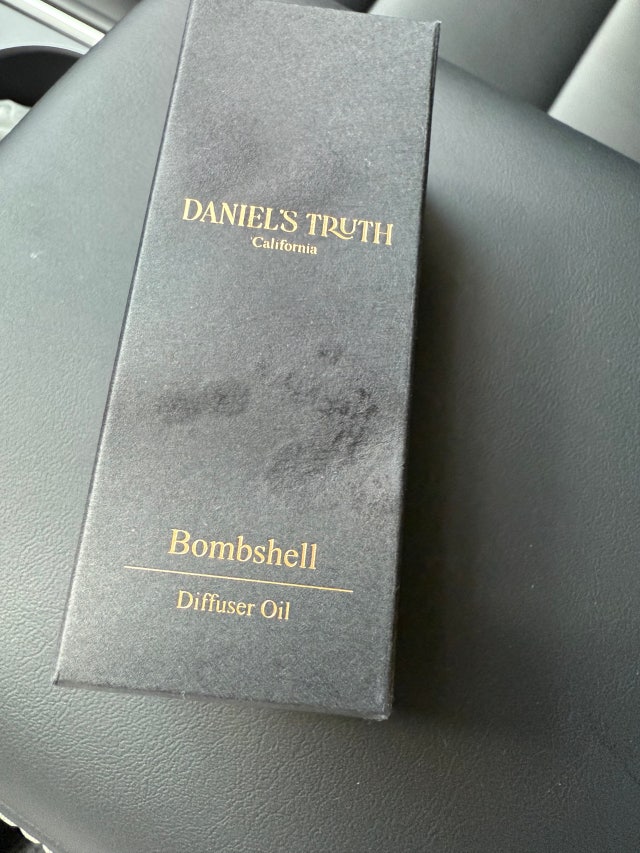 DANIEL'S TRUTH
California
Bombshell
Diffuser Oil